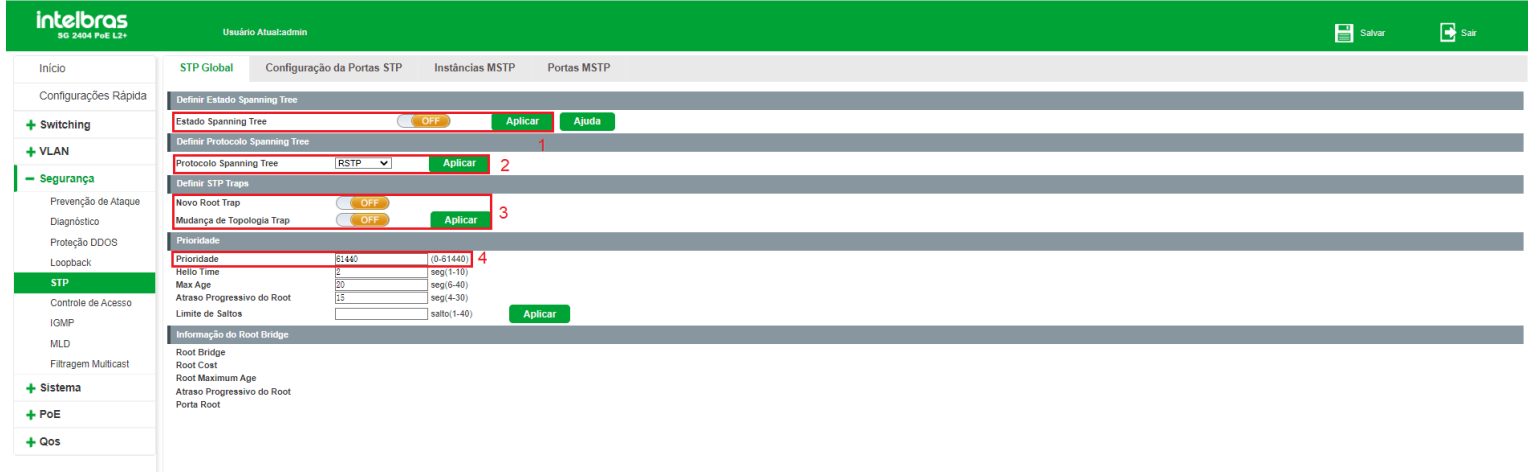 intelbras
SG 2404 PoE L2+
Usuário Atual:admin
Salvar
Sair
Início
Configurações Rápida
Switching
VLAN
Segurança
Prevenção de Ataque
Diagnóstico
Proteção DDOS
Loopback
STP
Controle de Acesso
IGMP
MLD
Filtragem Multicast
Sistema
PoE
Qos
STP Global Configuração da Portas STP Instâncias MSTP Portas MSTP
Definir Estado Spanning Tree
Estado Spanning Tree OFF Aplicar Ajuda
1
Definir Protocolo Spanning Tree
Protocolo Spanning Tree RSTP Aplicar 2
Definir STP Traps
Novo Root Trap OFF
3
Mudança de Topologia Trap OFF Aplicar
Prioridade
Prioridade 61440 (0-61440) 4
Hello Time 2 seg(1-10)
Max Age 20 seg(6-40)
Atraso Progressivo do Root 15 seg(4-30)
Limite de Saltos salto(1-40) Aplicar
Informação do Root Bridge
Root Bridge
Root Cost
Root Maximum Age
Atraso Progressivo do Root
Porta Root